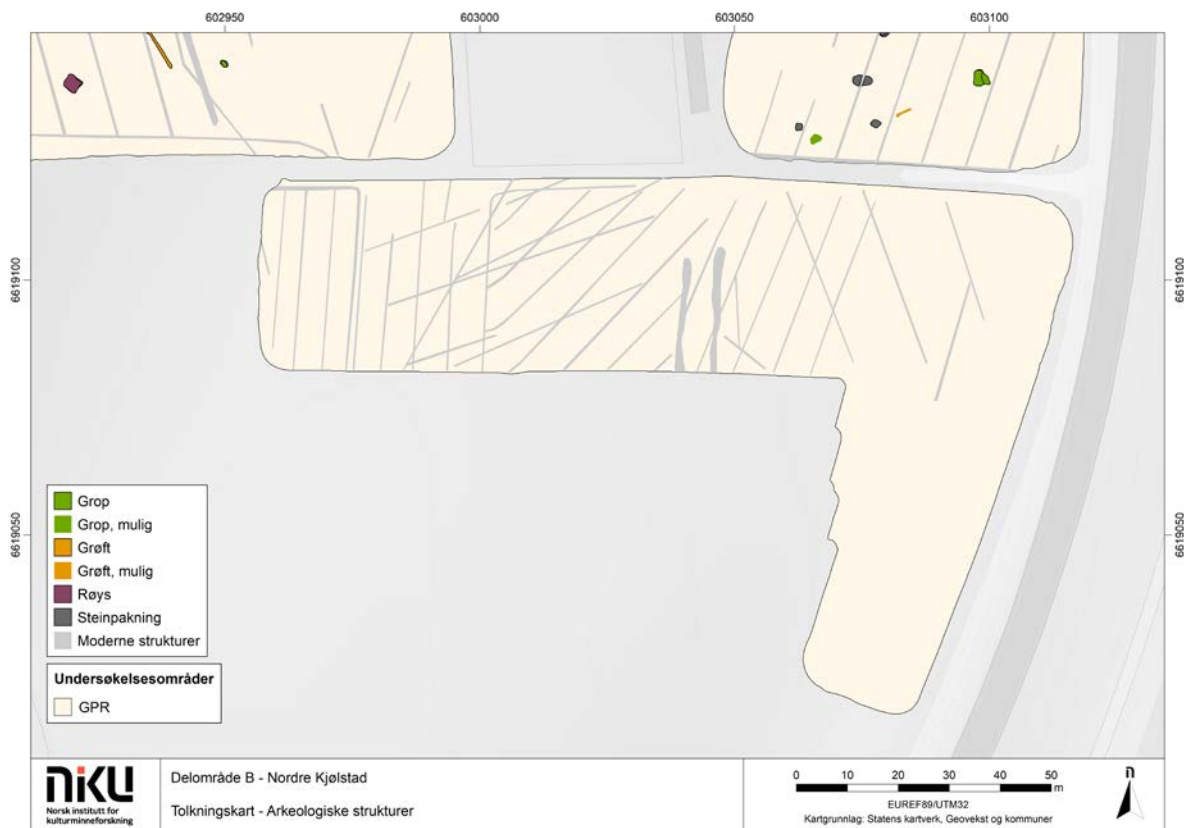 602950
603000
603050
603100
6619100
6619100
6619050
6619050
Grop
Grop, mulig
Grøft
Grøft, mulig
Røys
Steinpakning
Moderne strukturer
Undersøkelsesområder
GPR
NIKU
Norsk institutt for
kulturminneforskning
Delområde B - Nordre Kjølstad
Tolkningskart - Arkeologiske strukturer
0 10 20 30 40 50
m
EUREF89/UTM32
Kartgrunnlag: Statens kartverk, Geovekst og kommuner
n